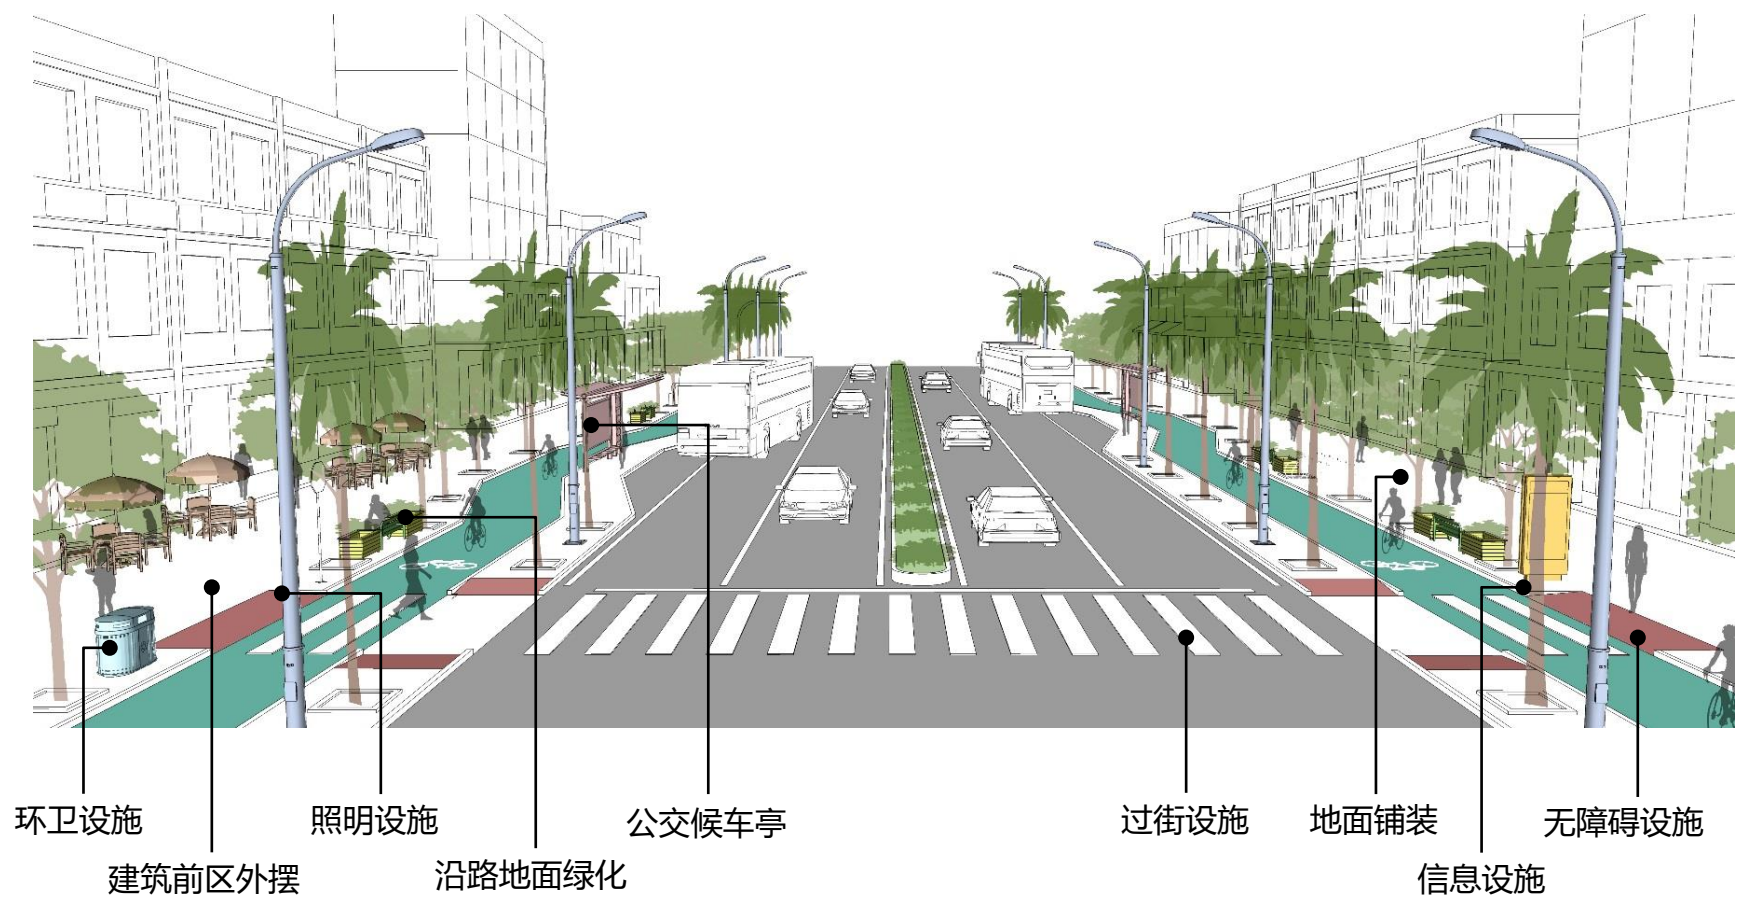 环卫设施
照明设施
公交候车亭
过街设施
地面铺装
无障碍设施
建筑前区外摆
沿路地面绿化
信息设施